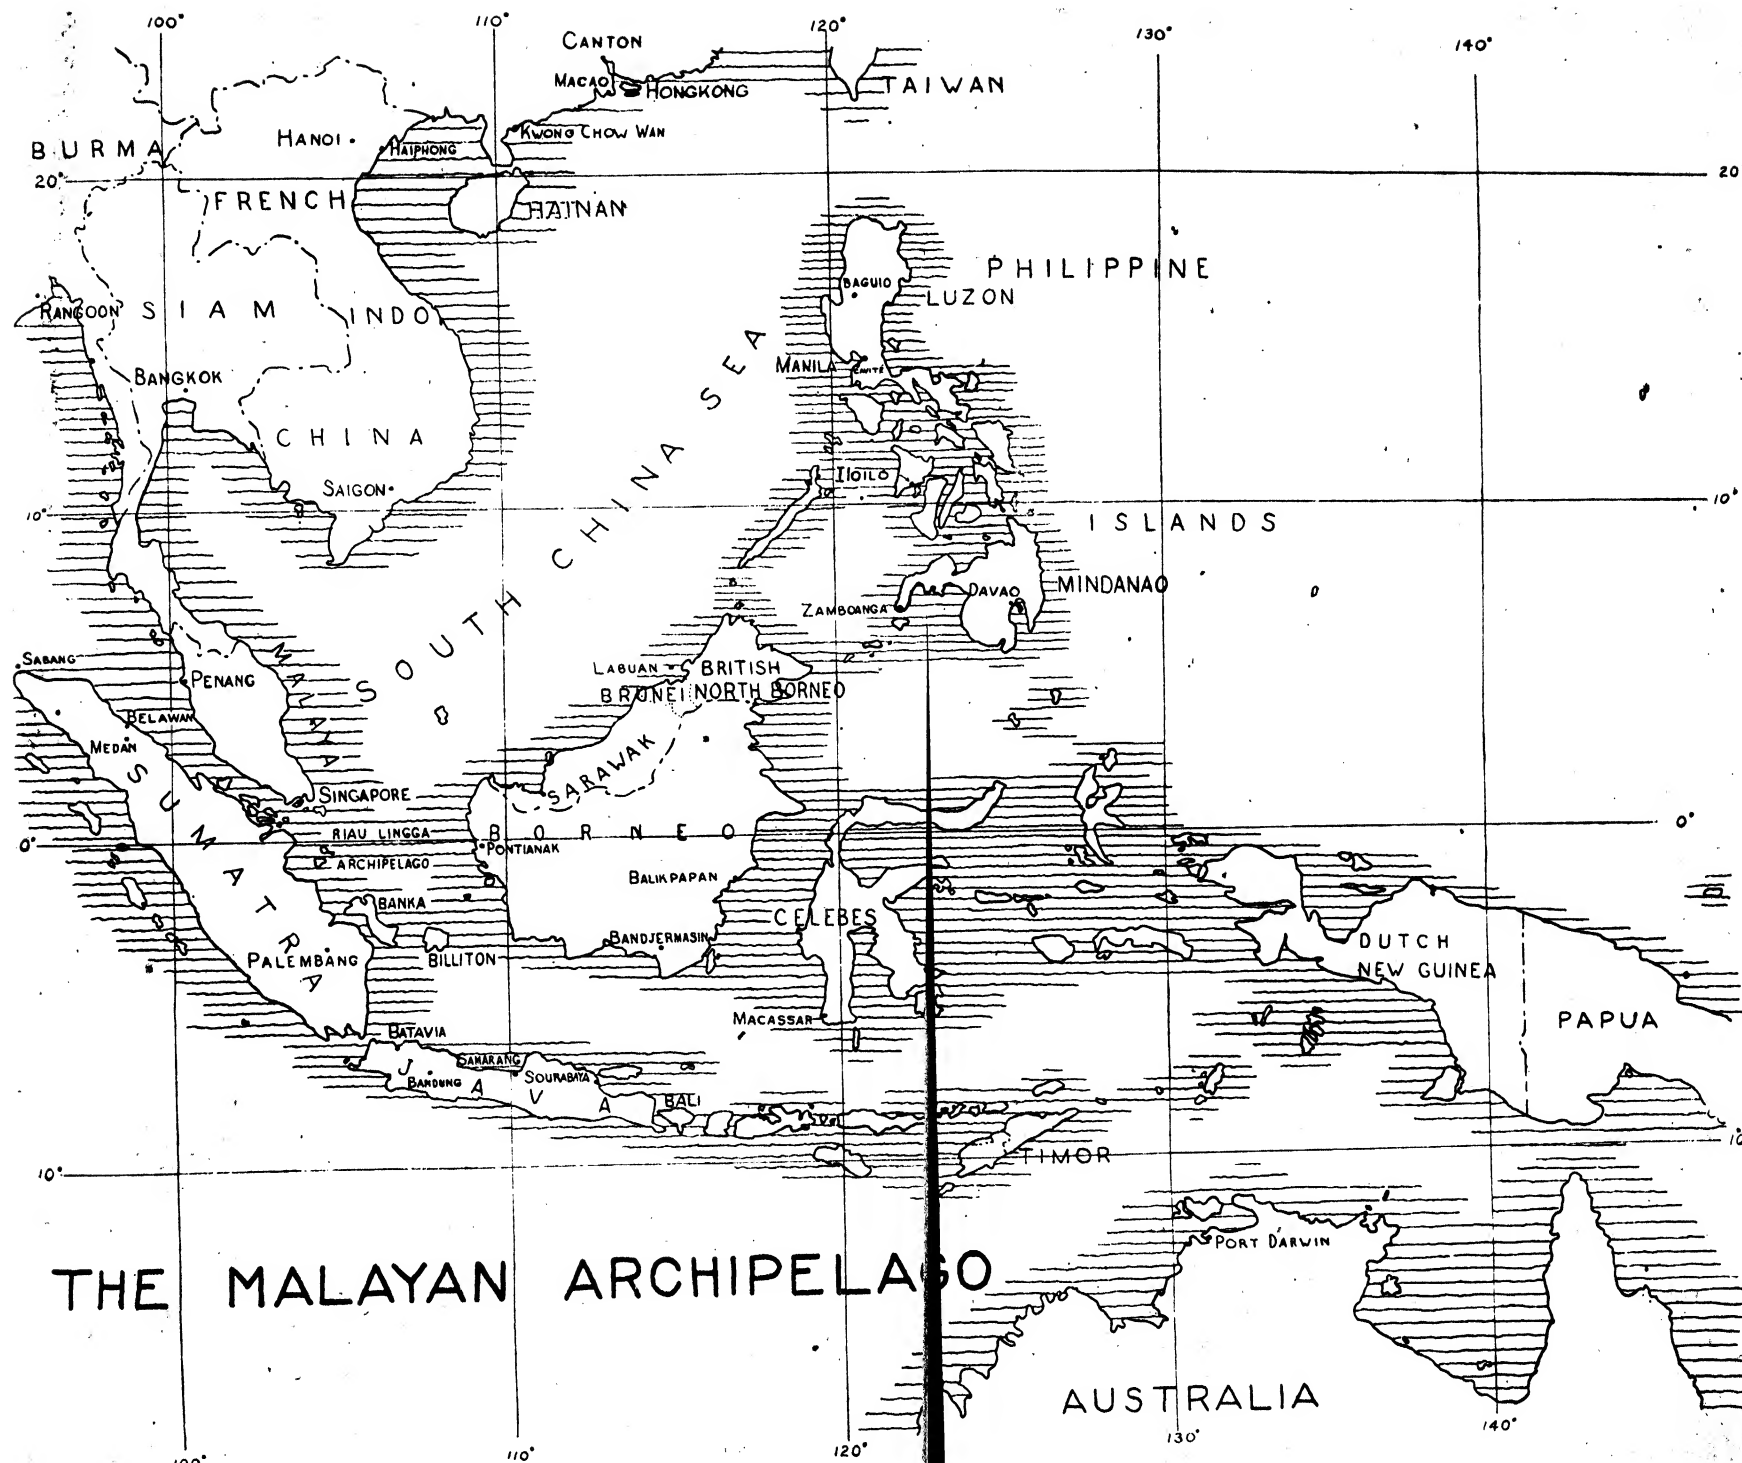 100° 110° 120° 130° 140°
CANTON
MACAO
HONGKONG
TAIWAN
KWONG CHOW WAN
HANOI
HAIPHONG
BURMA
20° 20
FRENCH
HAINAN
PHILIPPINE
LUZON
BAGUIO
RANGOON
SIAM
INDO
MANILA
CAVITE
BANGKOK
CHINA
SOUTH CHINA SEA
ILOILO
SAIGON
10° 10°
ISLANDS
MINDANAO
DAVAO
ZAMBOANGA
SABANG
PENANG
MALAYA
LABUAN
BRITISH
BRUNEI NORTH BORNEO
BELAWAN
MEDAN
SUMATRA
SARAWAK
SINGAPORE
RIAU LINGGA
ARCHIPELAGO
BORNEO
0° 0°
PONTIANAK
BALIKPAPAN
BANKA
CELEBES
BANDJERMASIN
PALEMBANG
BILLITON
DUTCH
NEW GUINEA
MACASSAR
PAPUA
BATAVIA
SAMARANG
JAVA
BANDUNG
SOURABAYA
BALI
TIMOR
10° 10
PORT DARWIN
THE MALAYAN ARCHIPELAGO
AUSTRALIA
100° 110° 120° 130° 140°